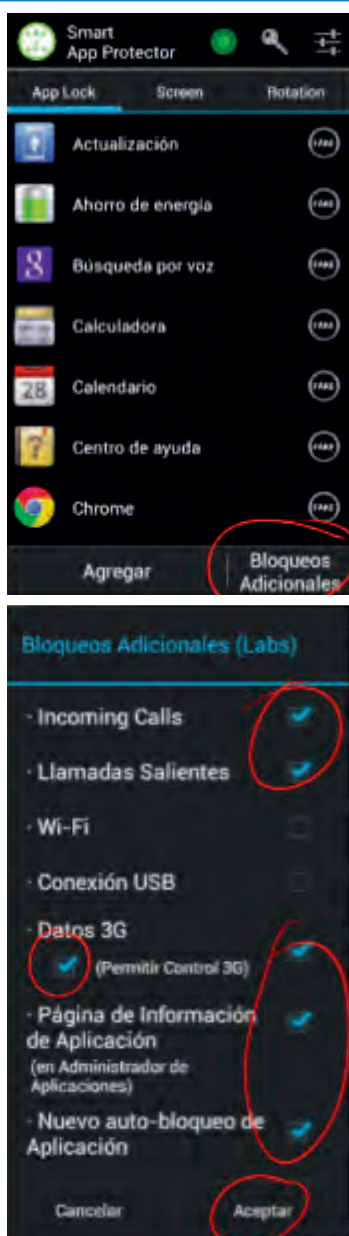 Smart
App Protector
App Lock Screen Rotation
Actualización
Ahorro de energía
Búsqueda por voz
Calculadora
28 Calendario
Centro de ayuda
Chrome
Agregar
Bloqueos
Adicionales
Bloqueos Adicionales (Labs)
· Incoming Calls
· Llamadas Salientes
· Wi-Fi
· Conexión USB
· Datos 3G
(Permitir Control 3G)
· Página de Información
de Aplicación
(en Administrador de
Aplicaciones)
· Nuevo auto-bloqueo de
Aplicación
Cancelar Aceptar